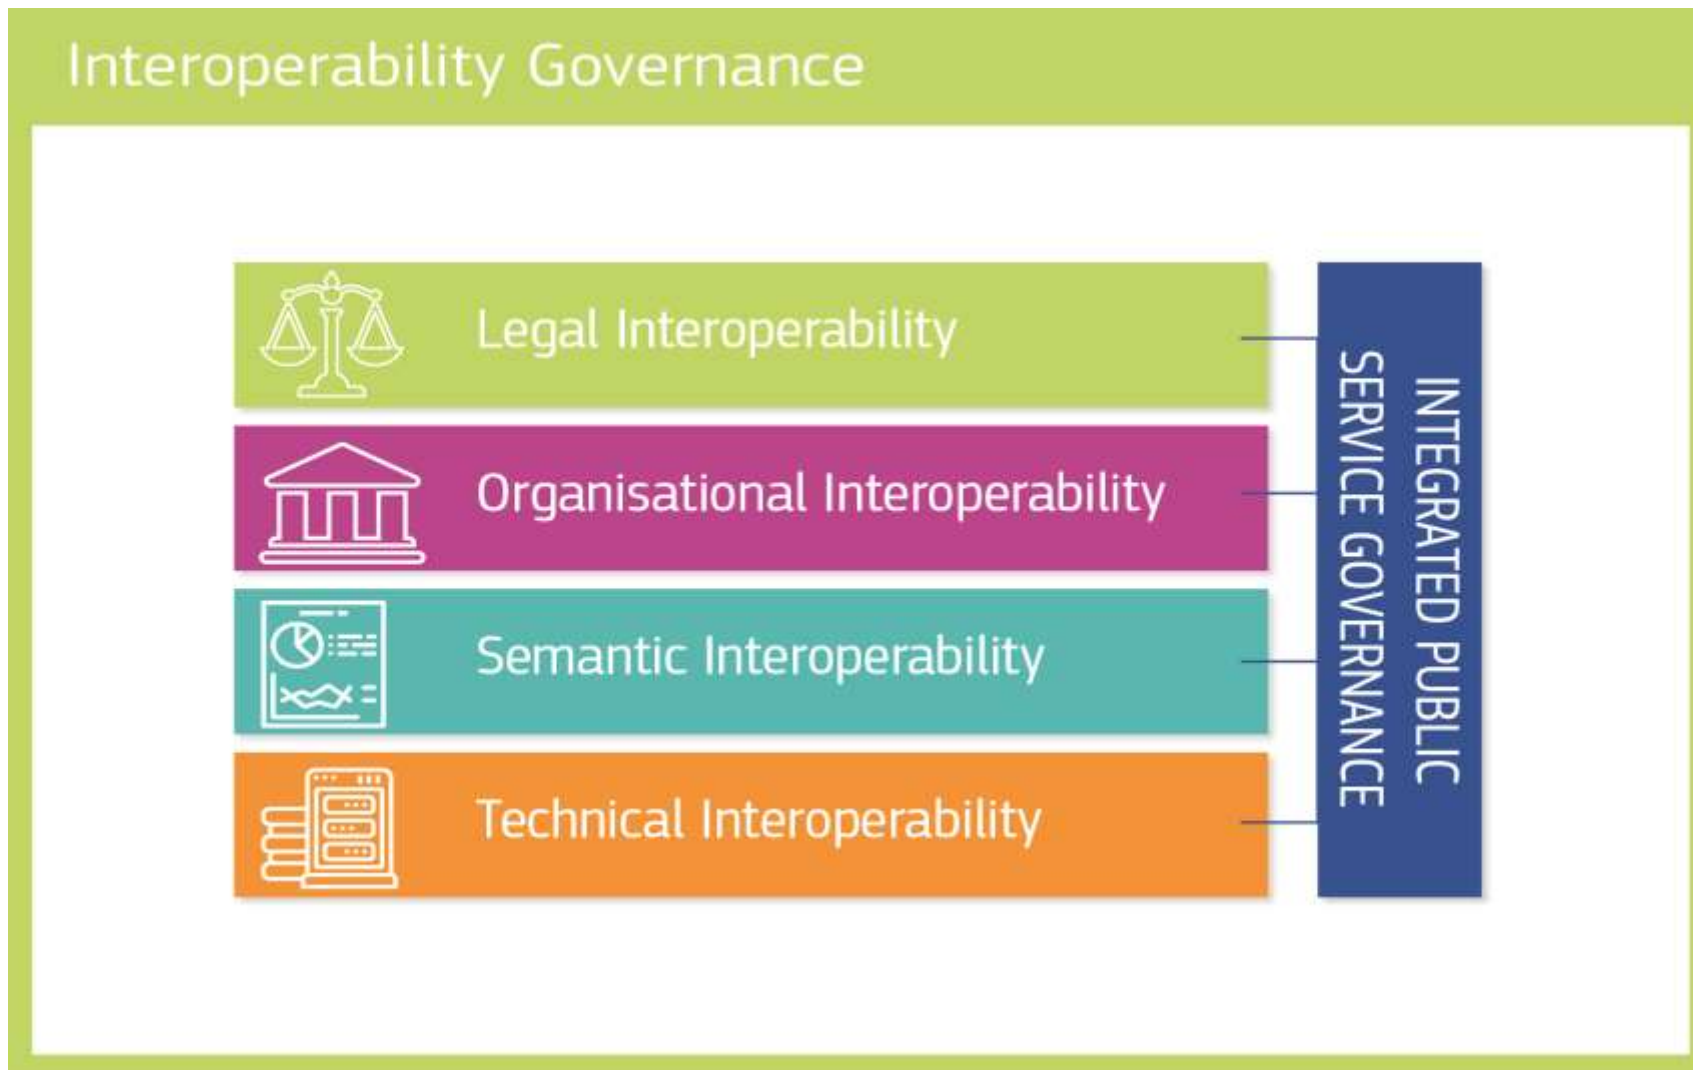 Interoperability Governance
Legal Interoperability
Organisational Interoperability
Semantic Interoperability
Technical Interoperability
INTEGRATED PUBLIC
SERVICE GOVERNANCE